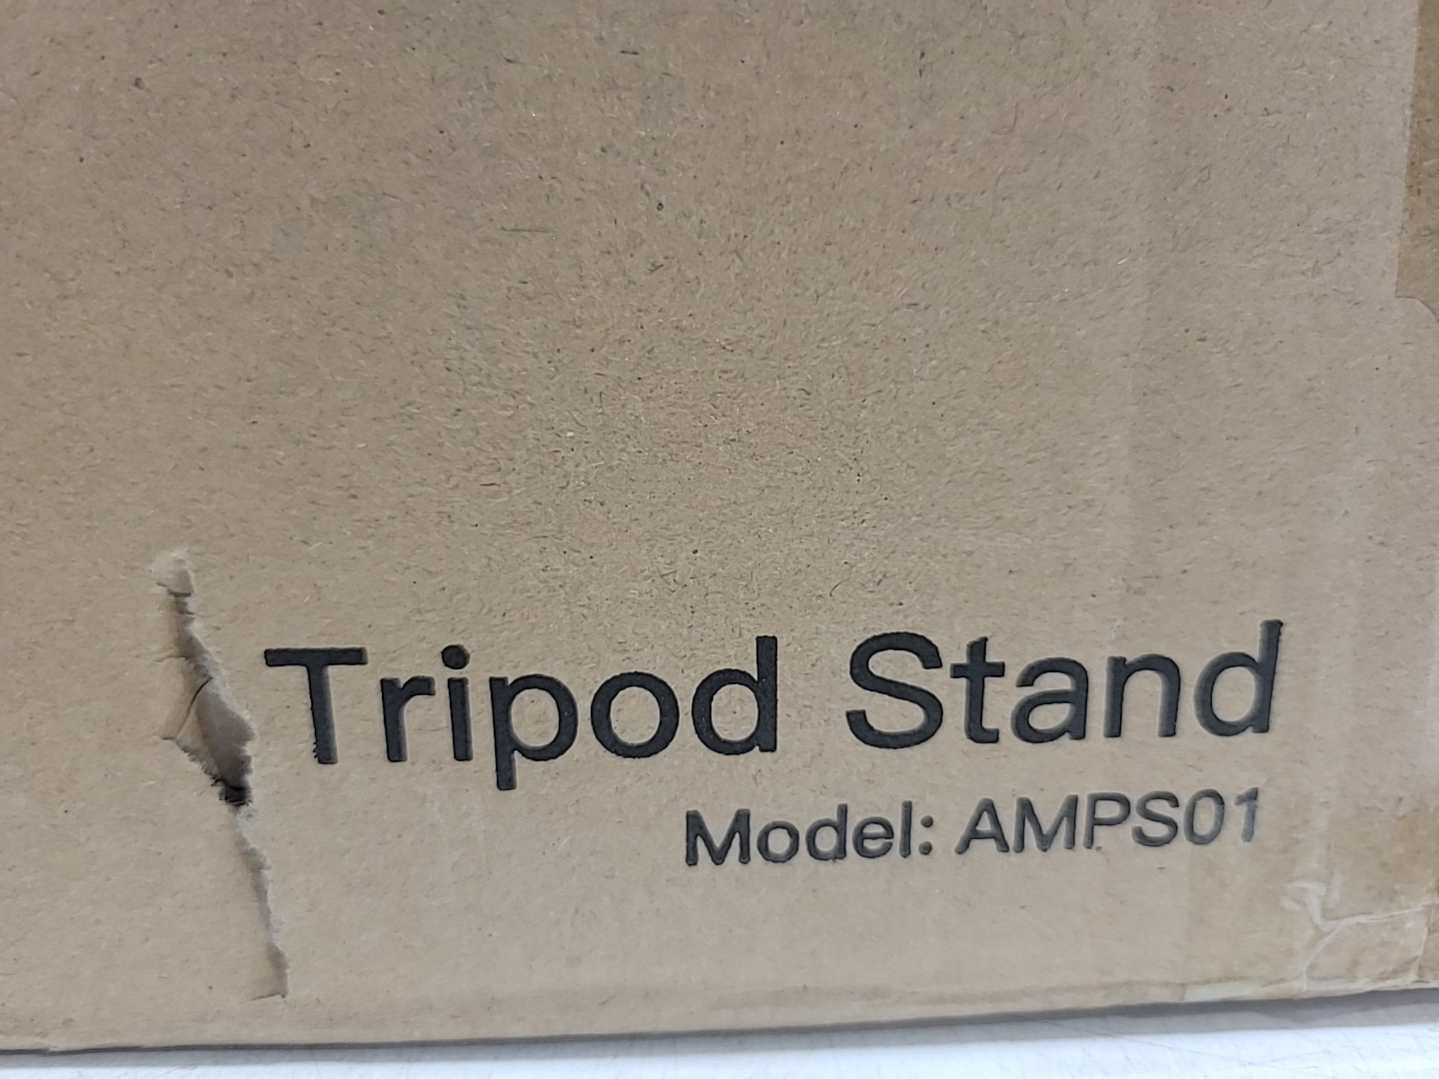 Tripod Stand
Model: AMPS01